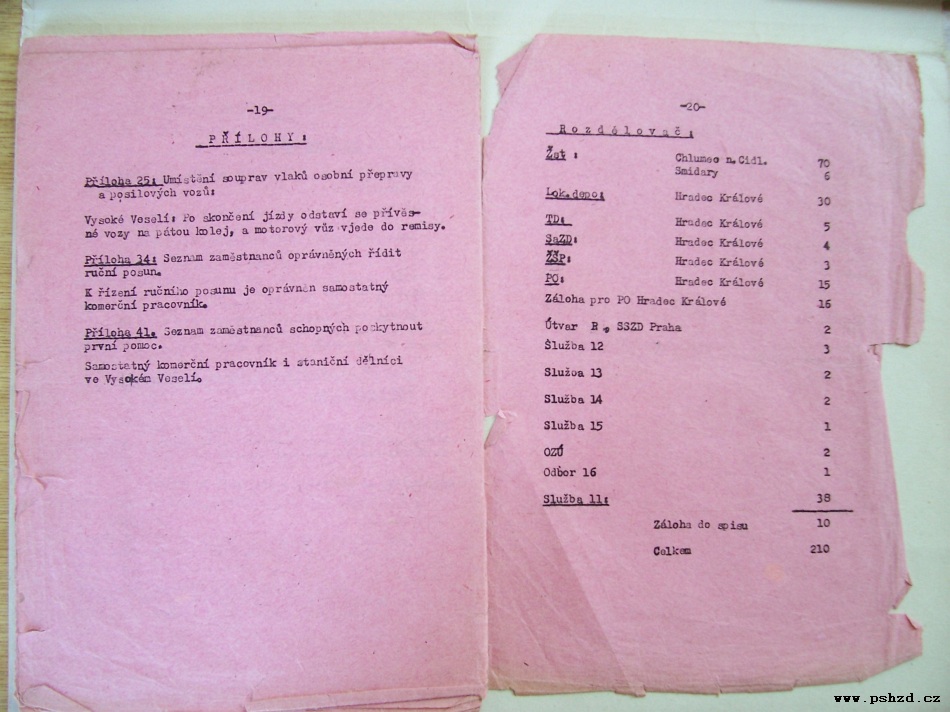 -19-
PŘÍLOHY:
Příloha 25: Umístění souprav vlaků osobní přepravy
a posilových vozů:
Vysoké Veselí: Po skončení jízdy odstaví se přívěs-
né vozy na pátou kolej, a motorový vůz vjede do remisy.
Příloha 34: Seznam zaměstnanců oprávněných řídit
ruční posun.
K řízení ručního posunu je oprávněn samostatný
komerční pracovník.
Příloha 41. Seznam zaměstnanců schopných poskytnout
první pomoc.
Samostatný komerční pracovník i staniční dělníci
ve Vysokém Veselí.
-20-
Rozdělovač:
Žst : Chlumec n.Cidl. 70
Smidary 6
Lok.depo: Hradec Králové 30
TD: Hradec Králové 5
SaZD: Hradec Králové 4
ŽŠP: Hradec Králové 3
PO: Hradec Králové 15
Záloha pro PO Hradec Králové 16
Útvar R, SSZD Praha 2
Služba 12 3
Služba 13 2
Služba 14 2
Služba 15 1
OZÚ 2
Odbor 16 1
Služba 11: 38
Záloha do spisu 10
Celkem 210
www.pshzd.cz